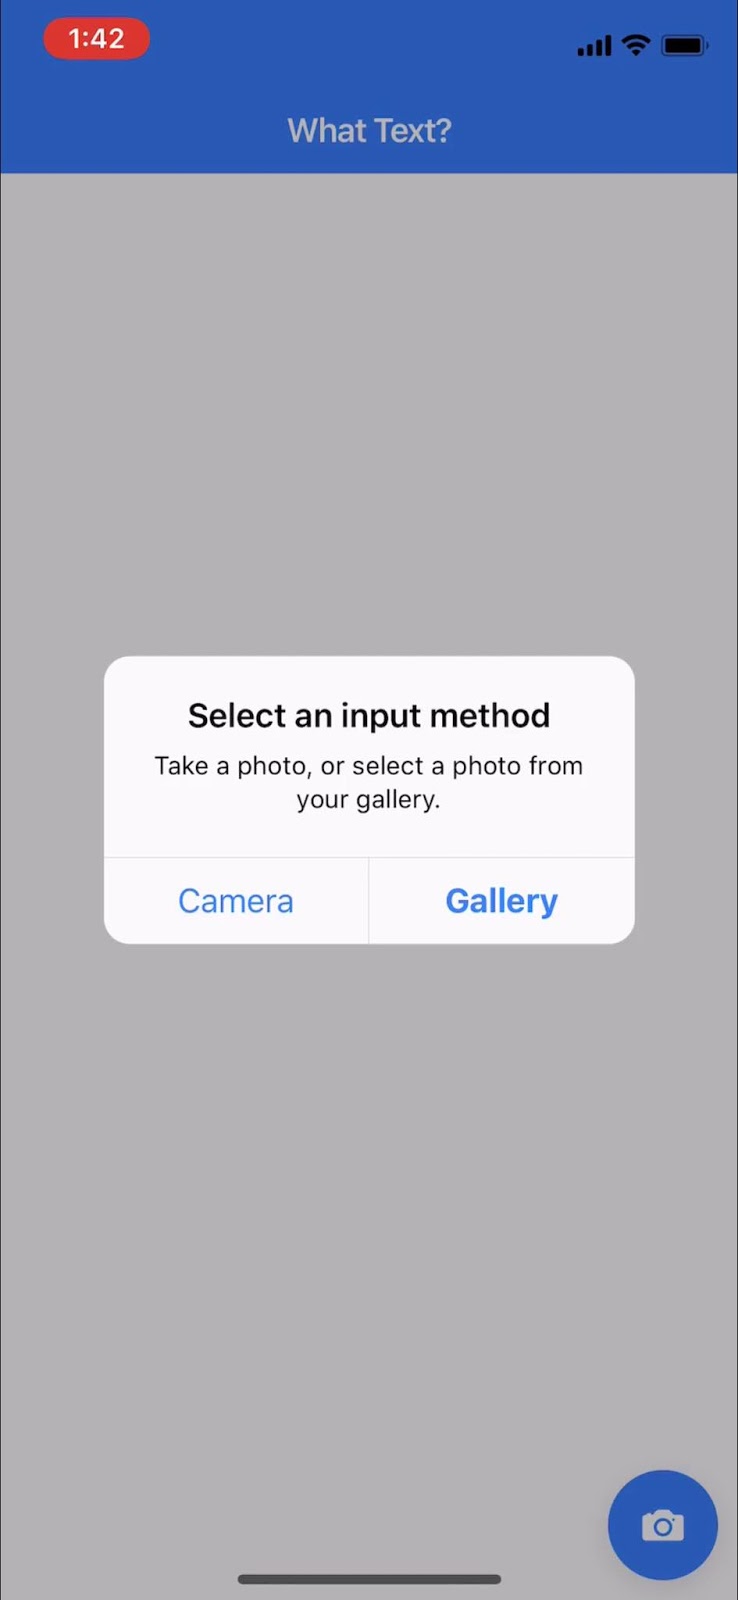 1:42
What Text?
Select an input method
Take a photo, or select a photo from
your gallery.
Camera
Gallery